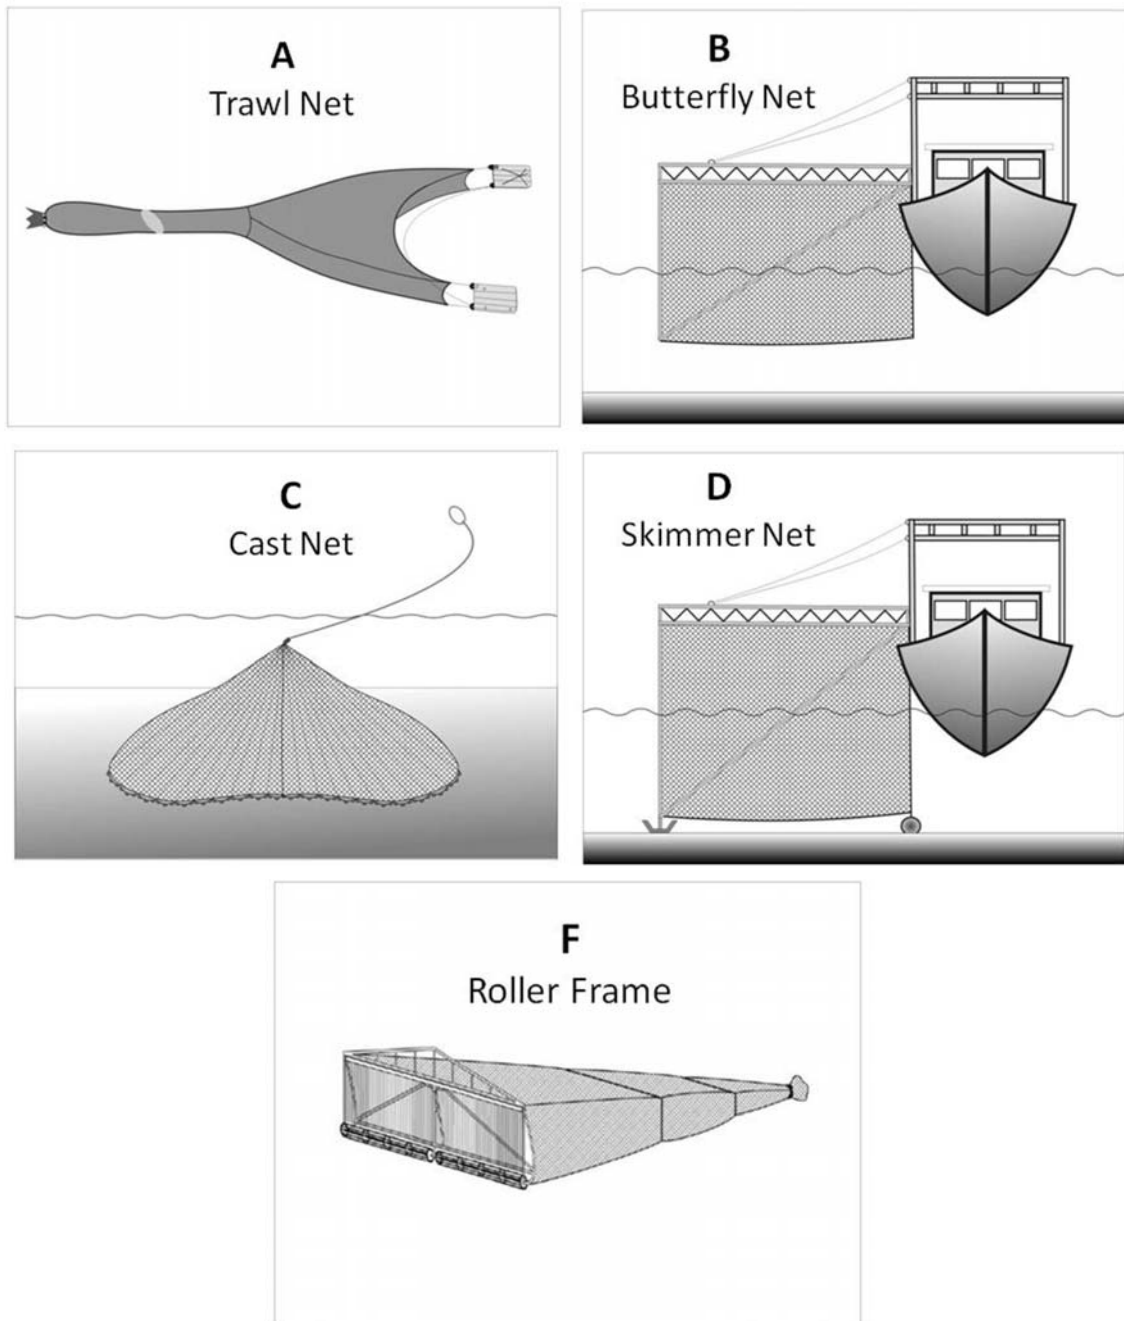 A
Trawl Net
B
Butterfly Net
C
Cast Net
D
Skimmer Net
F
Roller Frame